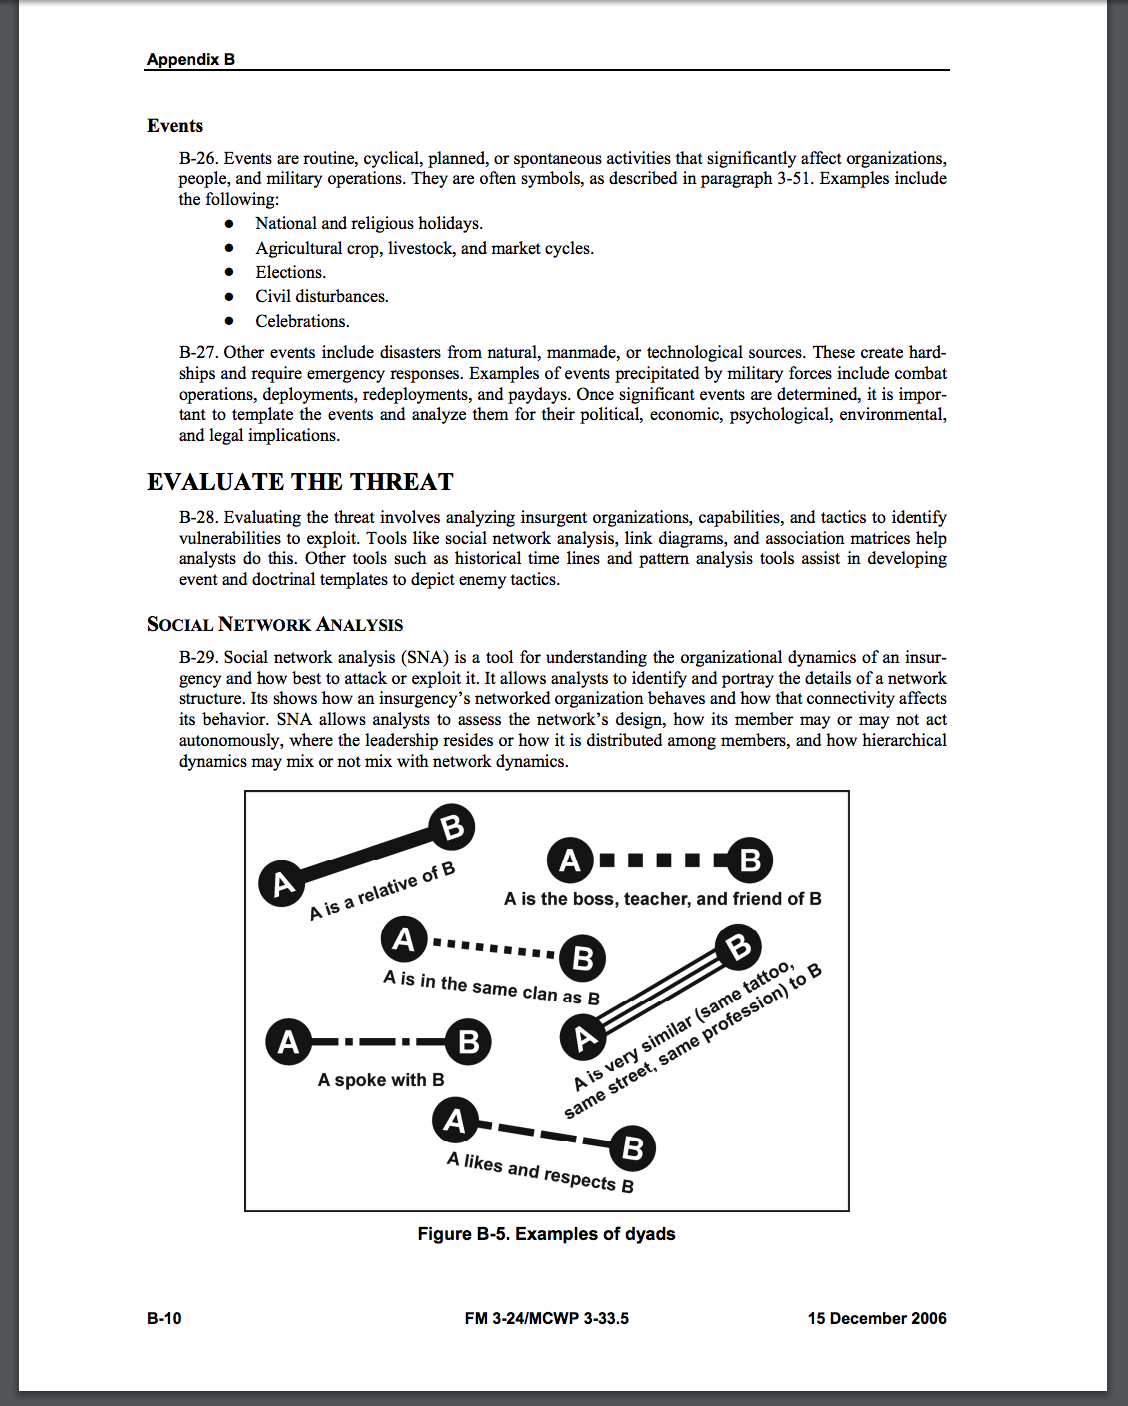 Appendix B
Events
B-26. Events are routine, cyclical, planned, or spontaneous activities that significantly affect organizations,
people, and military operations. They are often symbols, as described in paragraph 3-51. Examples include
the following:
● National and religious holidays.
● Agricultural crop, livestock, and market cycles.
● Elections.
● Civil disturbances.
● Celebrations.
B-27. Other events include disasters from natural, manmade, or technological sources. These create hard-
ships and require emergency responses. Examples of events precipitated by military forces include combat
operations, deployments, redeployments, and paydays. Once significant events are determined, it is impor-
tant to template the events and analyze them for their political, economic, psychological, environmental,
and legal implications.
EVALUATE THE THREAT
B-28. Evaluating the threat involves analyzing insurgent organizations, capabilities, and tactics to identify
vulnerabilities to exploit. Tools like social network analysis, link diagrams, and association matrices help
analysts do this. Other tools such as historical time lines and pattern analysis tools assist in developing
event and doctrinal templates to depict enemy tactics.
SOCIAL NETWORK ANALYSIS
B-29. Social network analysis (SNA) is a tool for understanding the organizational dynamics of an insur-
gency and how best to attack or exploit it. It allows analysts to identify and portray the details of a network
structure. Its shows how an insurgency’s networked organization behaves and how that connectivity affects
its behavior. SNA allows analysts to assess the network’s design, how its member may or may not act
autonomously, where the leadership resides or how it is distributed among members, and how hierarchical
dynamics may mix or not mix with network dynamics.
A B
A is a relative of B
A B
A is the boss, teacher, and friend of B
A B
A is in the same clan as B
A B
A is very similar (same tattoo,
same street, same profession) to B
A B
A spoke with B
A B
A likes and respects B
Figure B-5. Examples of dyads
B-10 FM 3-24/MCWP 3-33.5 15 December 2006